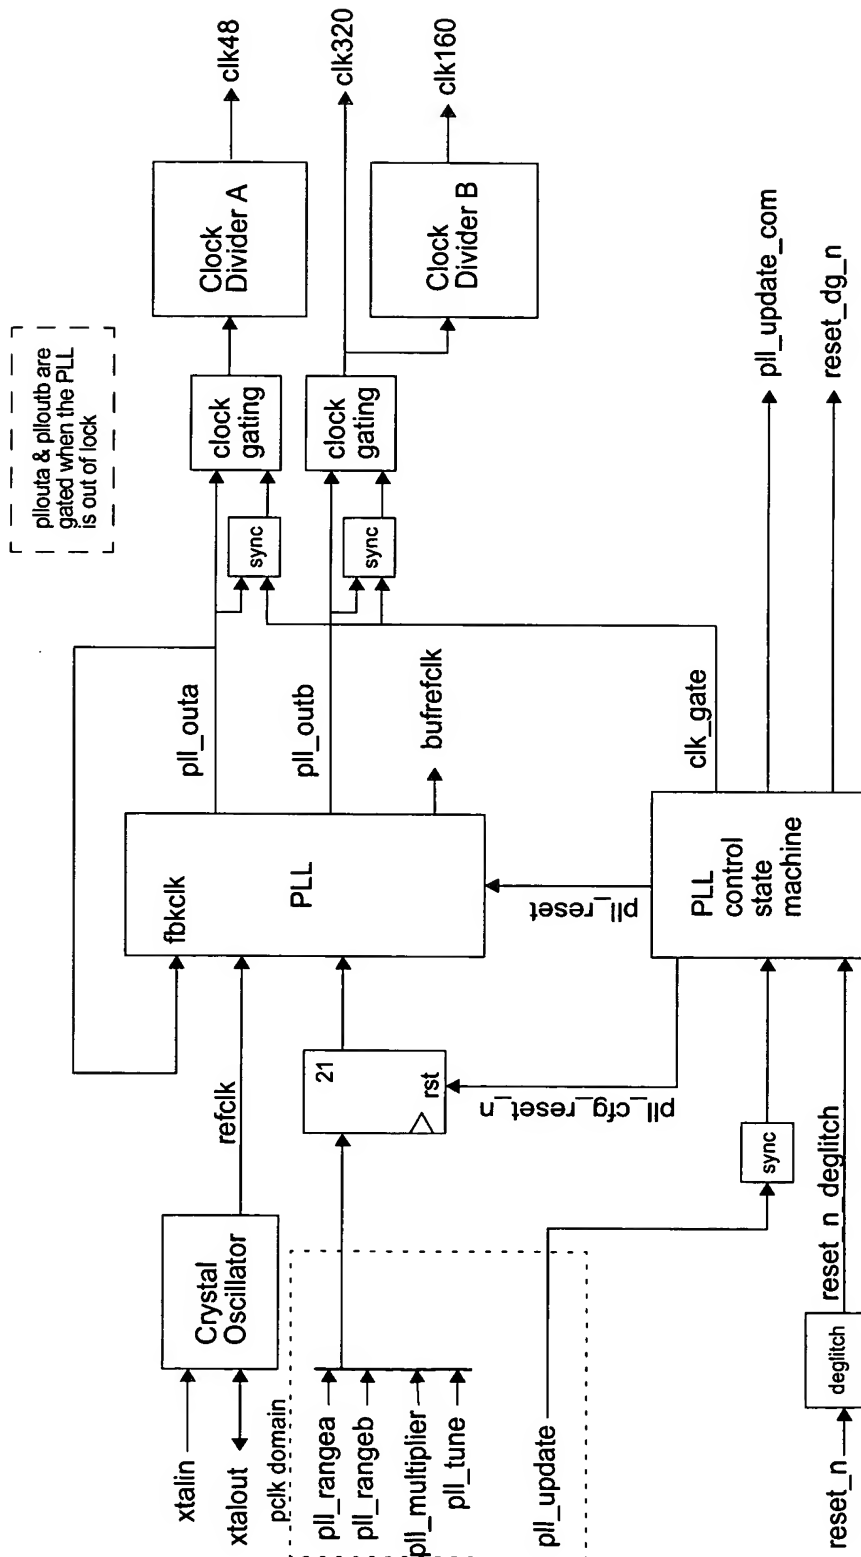 pllouta & plloutb are
gated when the PLL
is out of lock
xtalin
xtalout
Crystal
Oscillator
refclk
fbkclk
PLL
pll_outa
pll_outb
bufrefclk
sync
clock
gating
Clock
Divider A
clk48
sync
clock
gating
clk320
Clock
Divider B
clk160
pclk domain
pll_rangea
pll_rangeb
pll_multiplier
pll_tune
pll_update
21
rst
pll_cfg_reset_n
pll_reset
sync
PLL
control
state
machine
clk_gate
pll_update_com
reset_dg_n
reset_n
deglitch
reset_n_deglitch